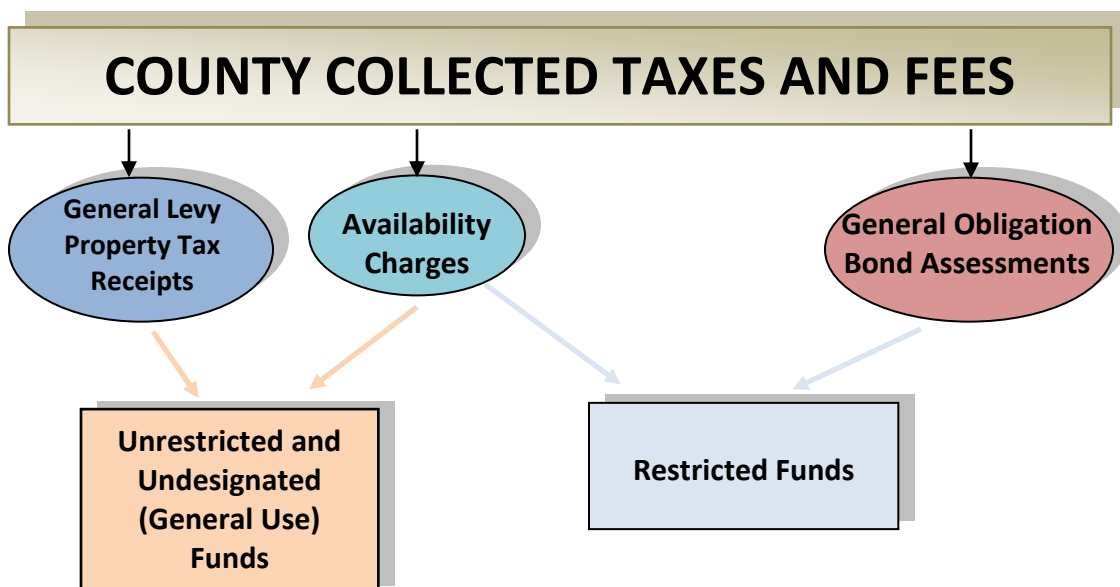 COUNTY COLLECTED TAXES AND FEES
General Levy
Property Tax
Receipts
Availability
Charges
General Obligation
Bond Assessments
Unrestricted and
Undesignated
(General Use)
Funds
Restricted Funds